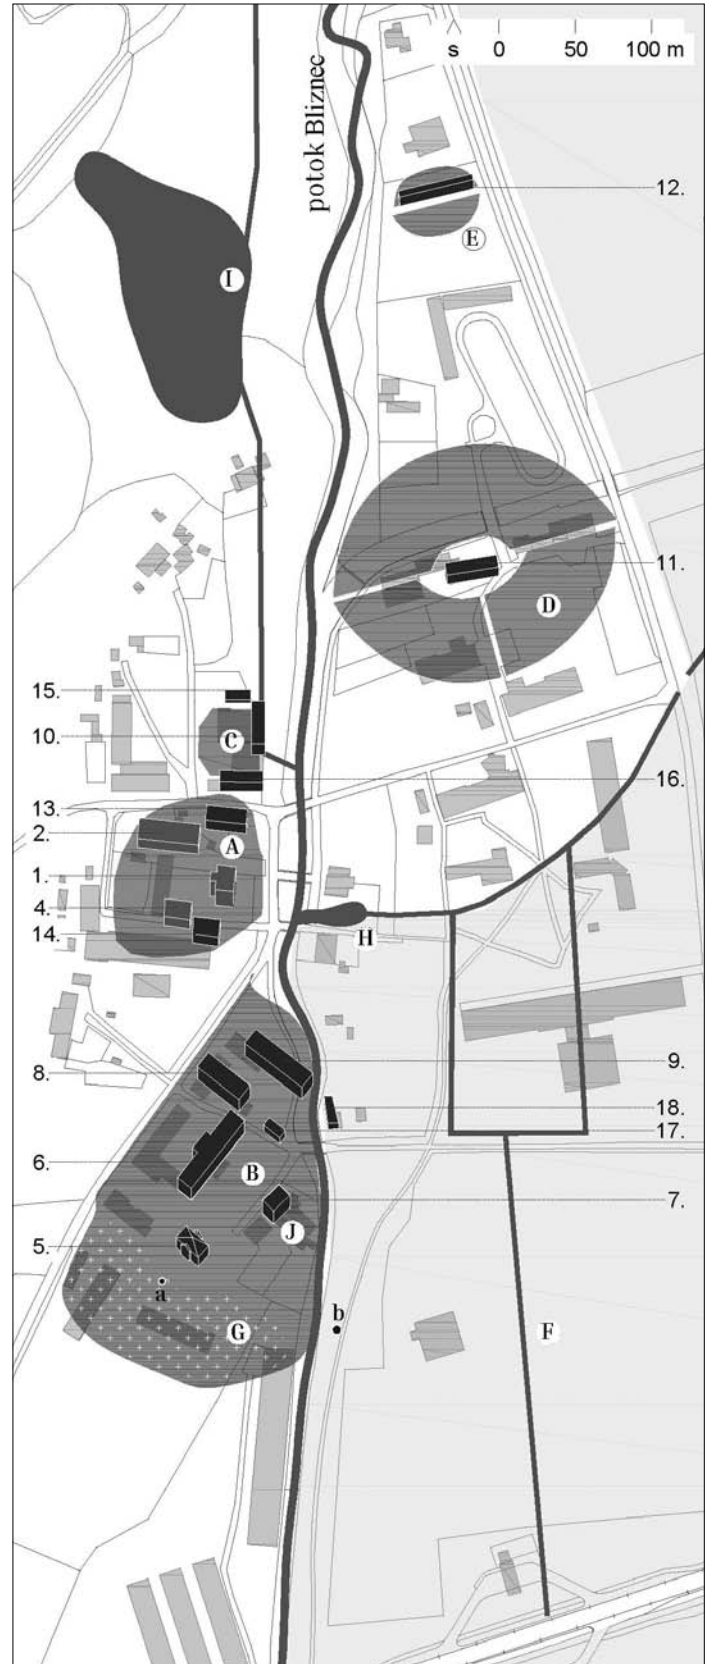 s 0 50 100 m
potok Bliznec
12.
E
I
11.
D
15.
10.
C
16.
13.
2.
A
1.
4.
14.
H
8.
9.
18.
17.
6.
B
7.
J
5.
a
b
G
F